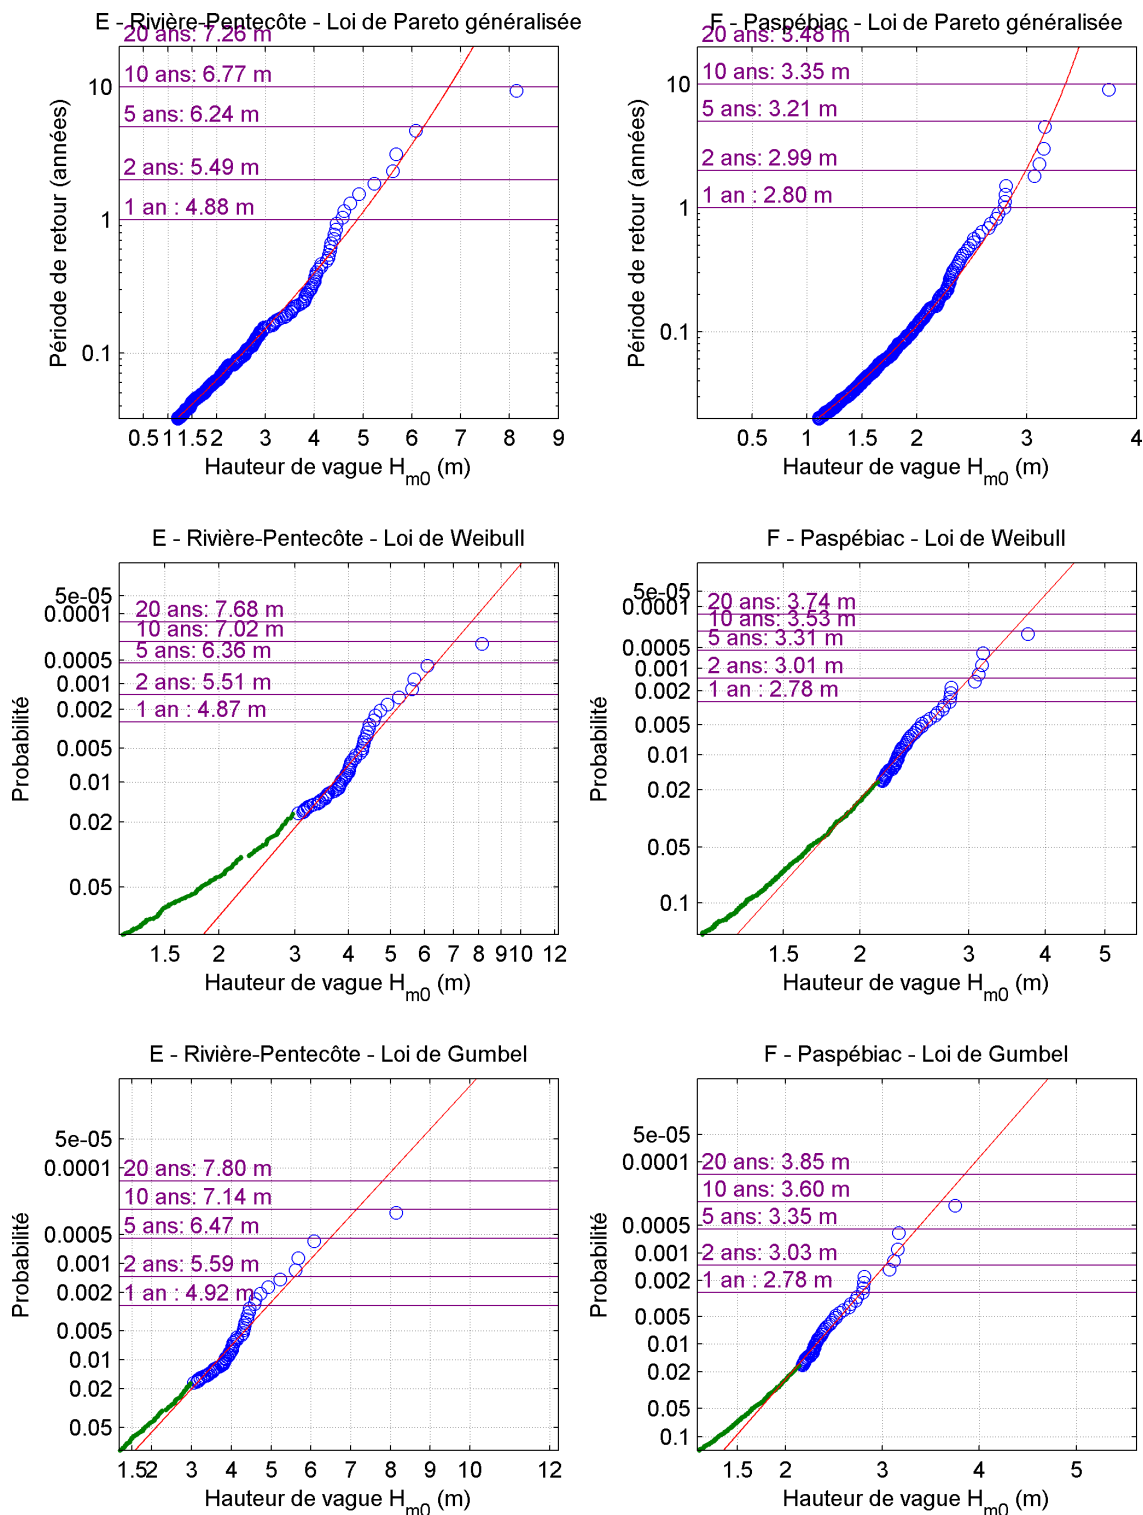 E - Rivière-Pentecôte - Loi de Pareto généralisée
20 ans: 7.26 m
10 ans: 6.77 m
5 ans: 6.24 m
2 ans: 5.49 m
1 an : 4.88 m
10
1
0.1
Période de retour (années)
0.5 1 1.5 2 3 4 5 6 7 8 9
Hauteur de vague Hm0 (m)
F - Paspébiac - Loi de Pareto généralisée
20 ans: 3.48 m
10 ans: 3.35 m
5 ans: 3.21 m
2 ans: 2.99 m
1 an : 2.80 m
10
1
0.1
Période de retour (années)
0.5 1 1.5 2 3 4
Hauteur de vague Hm0 (m)
E - Rivière-Pentecôte - Loi de Weibull
20 ans: 7.68 m
10 ans: 7.02 m
5 ans: 6.36 m
2 ans: 5.51 m
1 an : 4.87 m
5e-05
0.0001
0.0005
0.001
0.002
0.005
0.01
0.02
0.05
Probabilité
1.5 2 3 4 5 6 7 8 9 10 12
Hauteur de vague Hm0 (m)
F - Paspébiac - Loi de Weibull
20 ans: 3.74 m
10 ans: 3.53 m
5 ans: 3.31 m
2 ans: 3.01 m
1 an : 2.78 m
5e-05
0.0001
0.0005
0.001
0.002
0.005
0.01
0.02
0.05
0.1
Probabilité
1.5 2 3 4 5
Hauteur de vague Hm0 (m)
E - Rivière-Pentecôte - Loi de Gumbel
20 ans: 7.80 m
10 ans: 7.14 m
5 ans: 6.47 m
2 ans: 5.59 m
1 an : 4.92 m
5e-05
0.0001
0.0005
0.001
0.002
0.005
0.01
0.02
0.05
Probabilité
1.5 2 3 4 5 6 7 8 9 10 12
Hauteur de vague Hm0 (m)
F - Paspébiac - Loi de Gumbel
20 ans: 3.85 m
10 ans: 3.60 m
5 ans: 3.35 m
2 ans: 3.03 m
1 an : 2.78 m
5e-05
0.0001
0.0005
0.001
0.002
0.005
0.01
0.02
0.05
0.1
Probabilité
1.5 2 3 4 5
Hauteur de vague Hm0 (m)